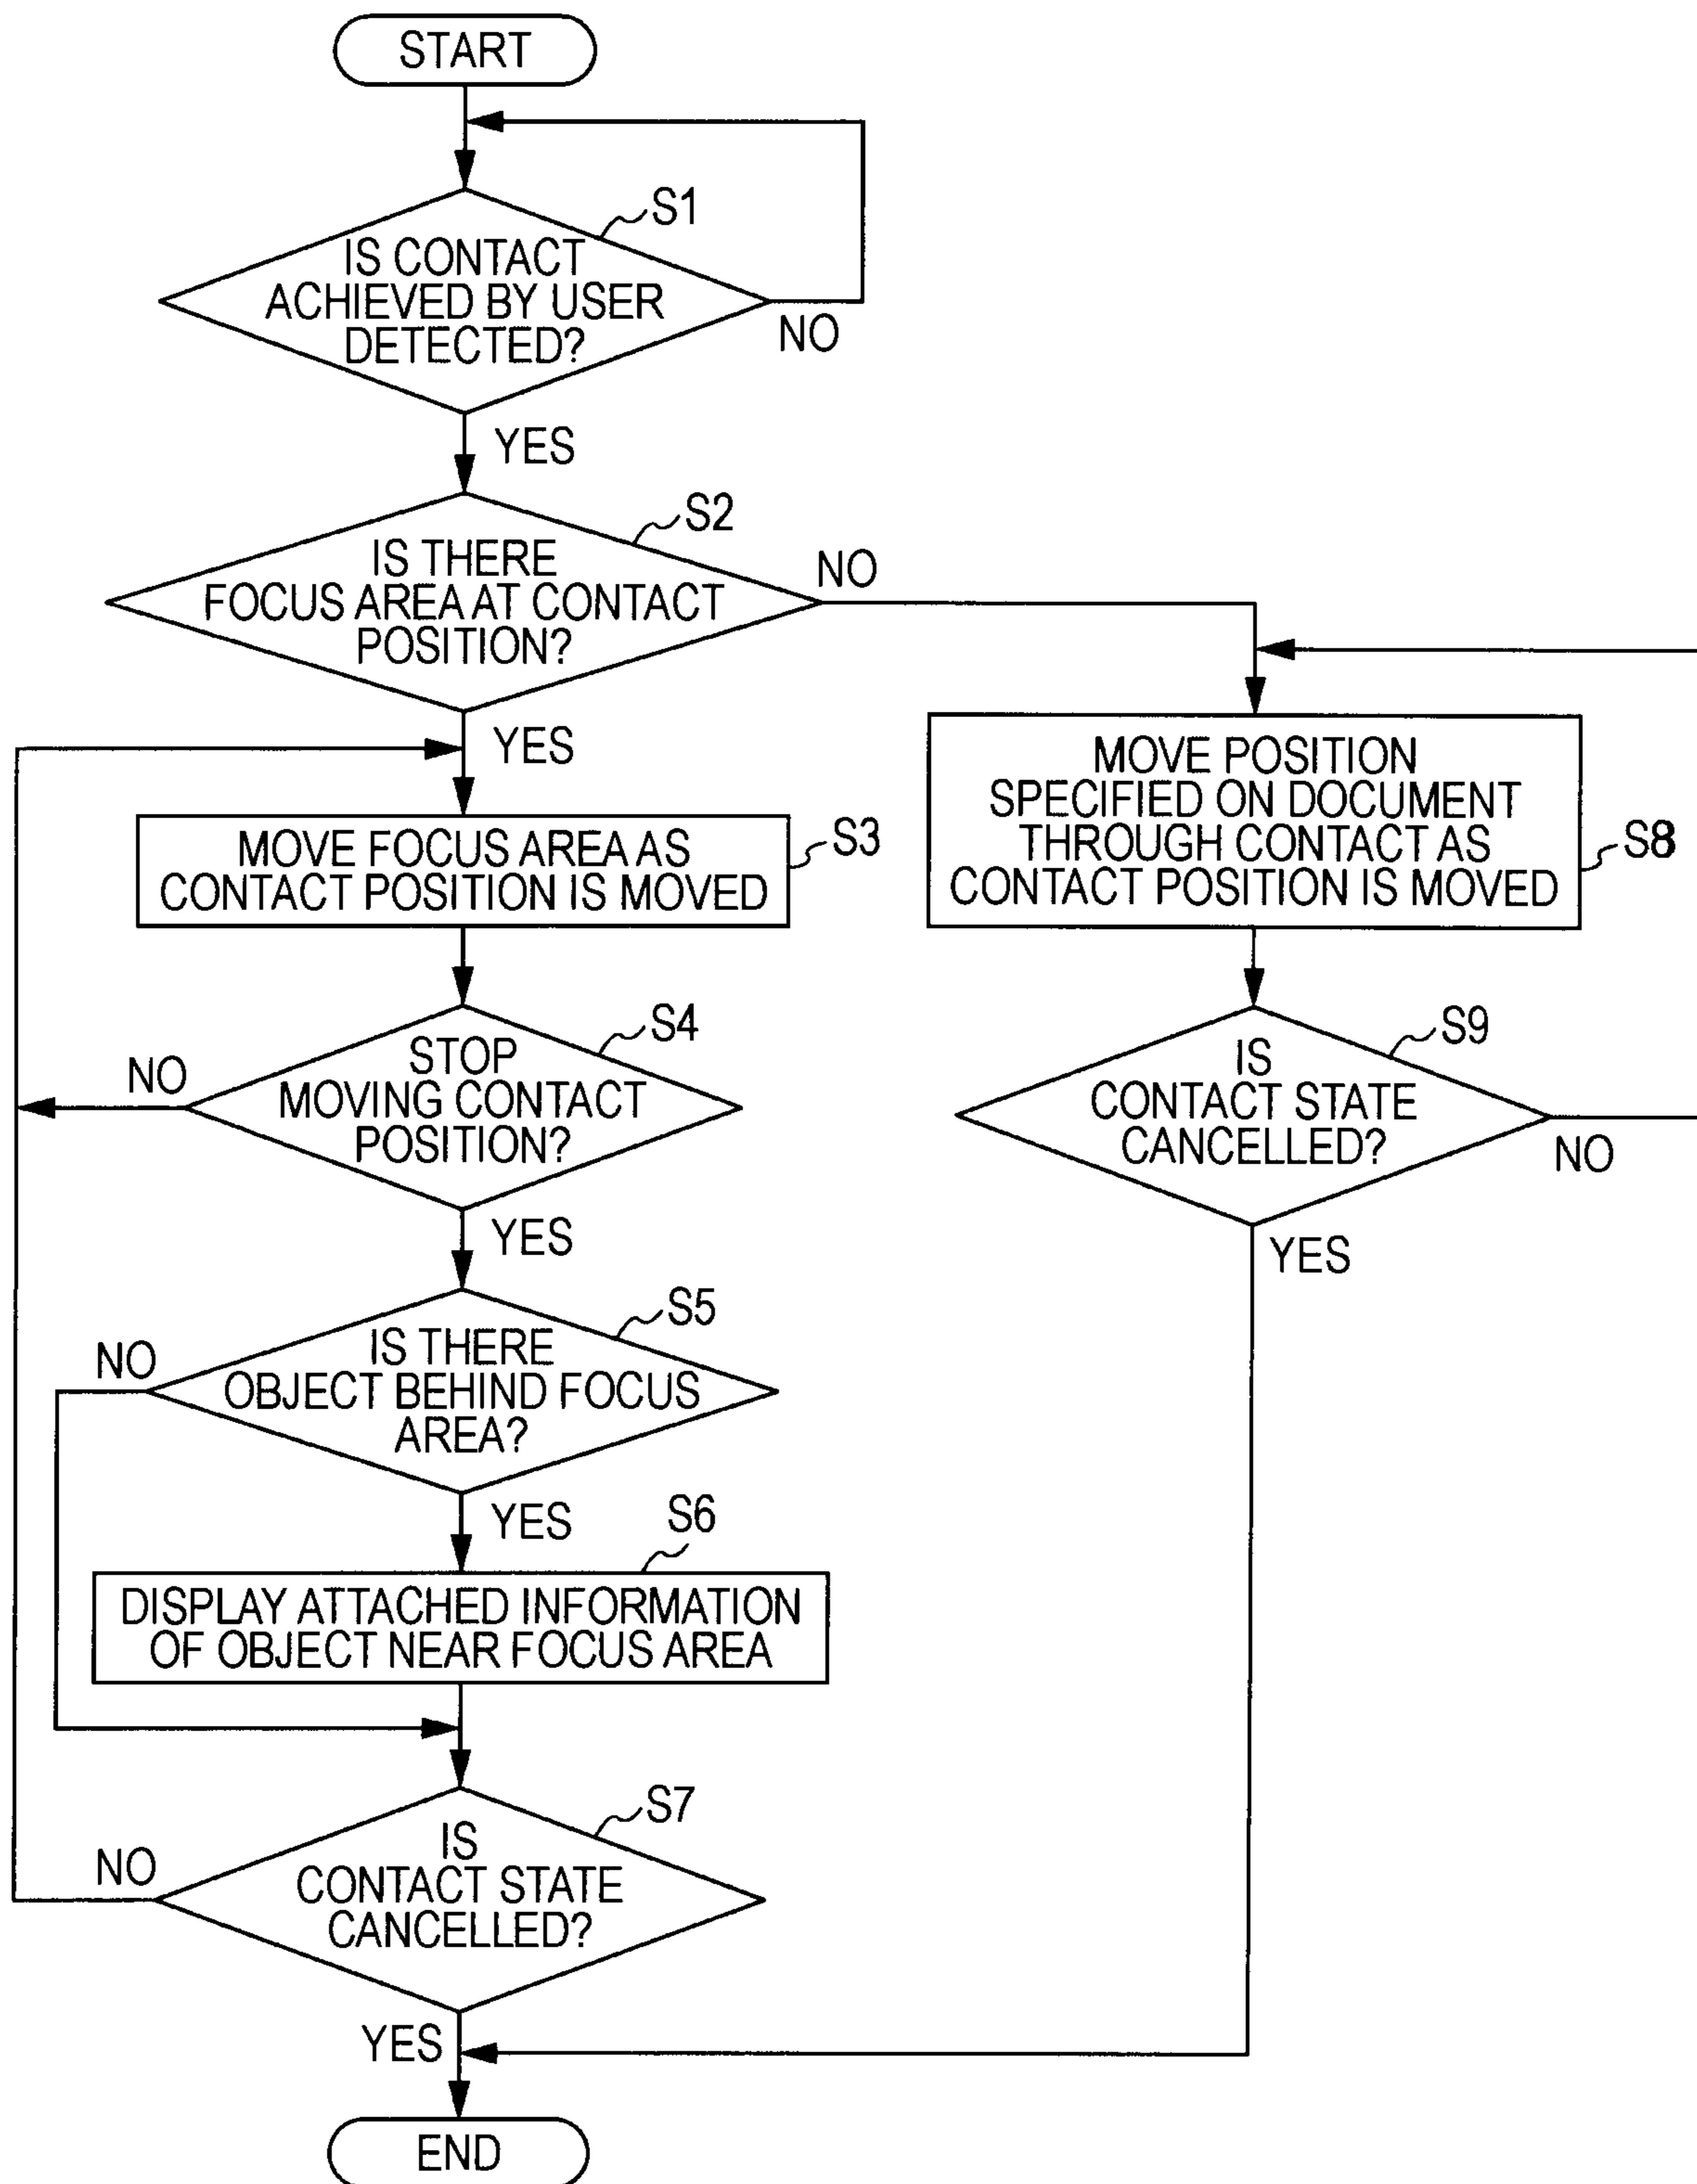 START
S1
IS CONTACT
ACHIEVED BY USER
DETECTED?
NO
YES
S2
IS THERE
FOCUS AREA AT CONTACT
POSITION?
NO
YES
MOVE FOCUS AREA AS
CONTACT POSITION IS MOVED
S3
MOVE POSITION
SPECIFIED ON DOCUMENT
THROUGH CONTACT AS
CONTACT POSITION IS MOVED
S8
S4
STOP
MOVING CONTACT
POSITION?
NO
YES
S9
IS
CONTACT STATE
CANCELLED?
NO
YES
S5
IS THERE
OBJECT BEHIND FOCUS
AREA?
NO
YES
S6
DISPLAY ATTACHED INFORMATION
OF OBJECT NEAR FOCUS AREA
S7
IS
CONTACT STATE
CANCELLED?
NO
YES
END